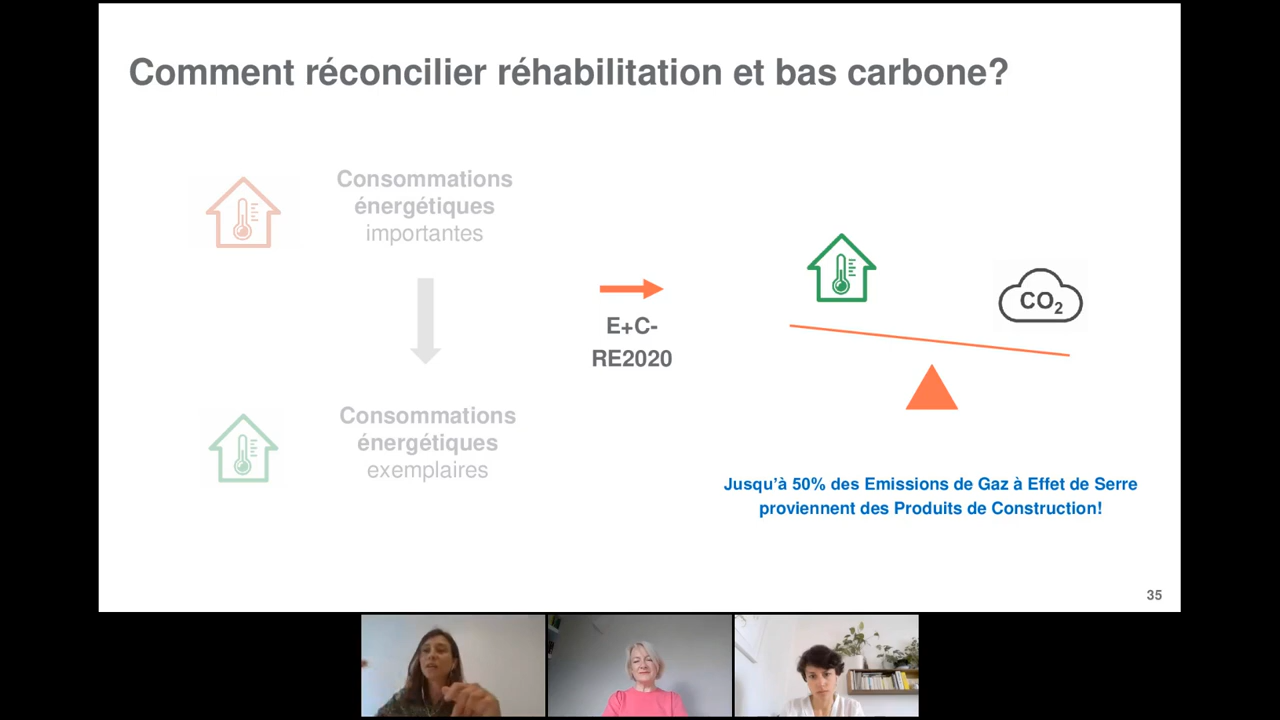 Comment réconcilier réhabilitation et bas carbone?
Consommations
énergétiques
importantes
Consommations
énergétiques
exemplaires
E+C-
RE2020
CO₂
Jusqu'à 50% des Emissions de Gaz à Effet de Serre
proviennent des Produits de Construction!
35